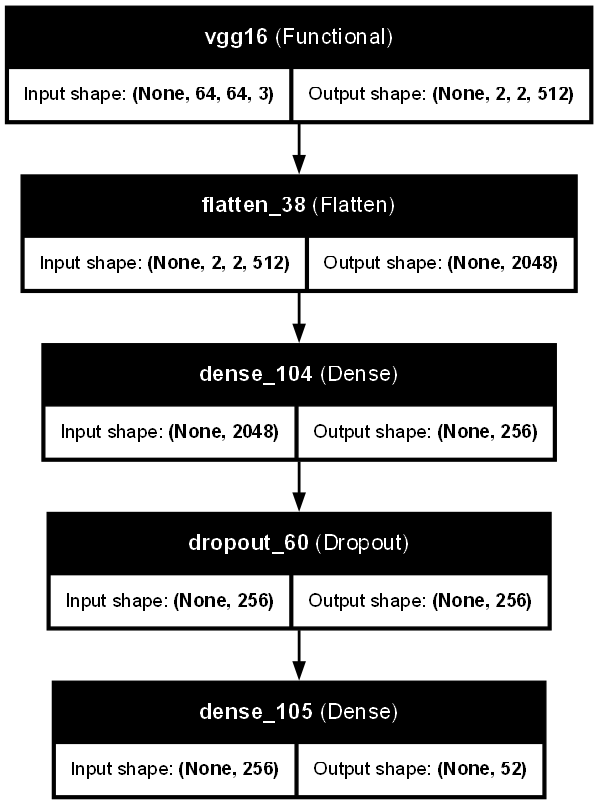 vgg16 (Functional)
Input shape: (None, 64, 64, 3) Output shape: (None, 2, 2, 512)
flatten_38 (Flatten)
Input shape: (None, 2, 2, 512) Output shape: (None, 2048)
dense_104 (Dense)
Input shape: (None, 2048) Output shape: (None, 256)
dropout_60 (Dropout)
Input shape: (None, 256) Output shape: (None, 256)
dense_105 (Dense)
Input shape: (None, 256) Output shape: (None, 52)